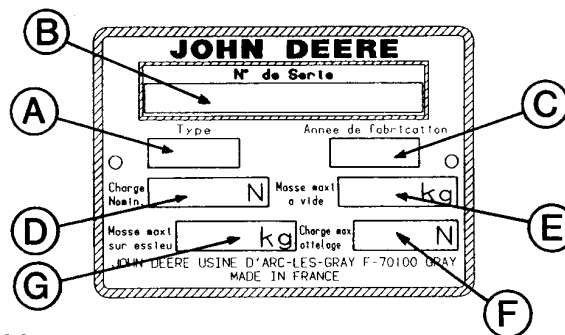 B
JOHN DEERE
N° de Serie
A
C
Type
Annee de fabrication
Charge Nomin. N
Masse maxi a vide kg
D
E
Masse maxi sur essieu kg
Charge max attelage N
G
F
JOHN DEERE USINE D'ARC-LES-GRAY F-70100 GRAY
MADE IN FRANCE